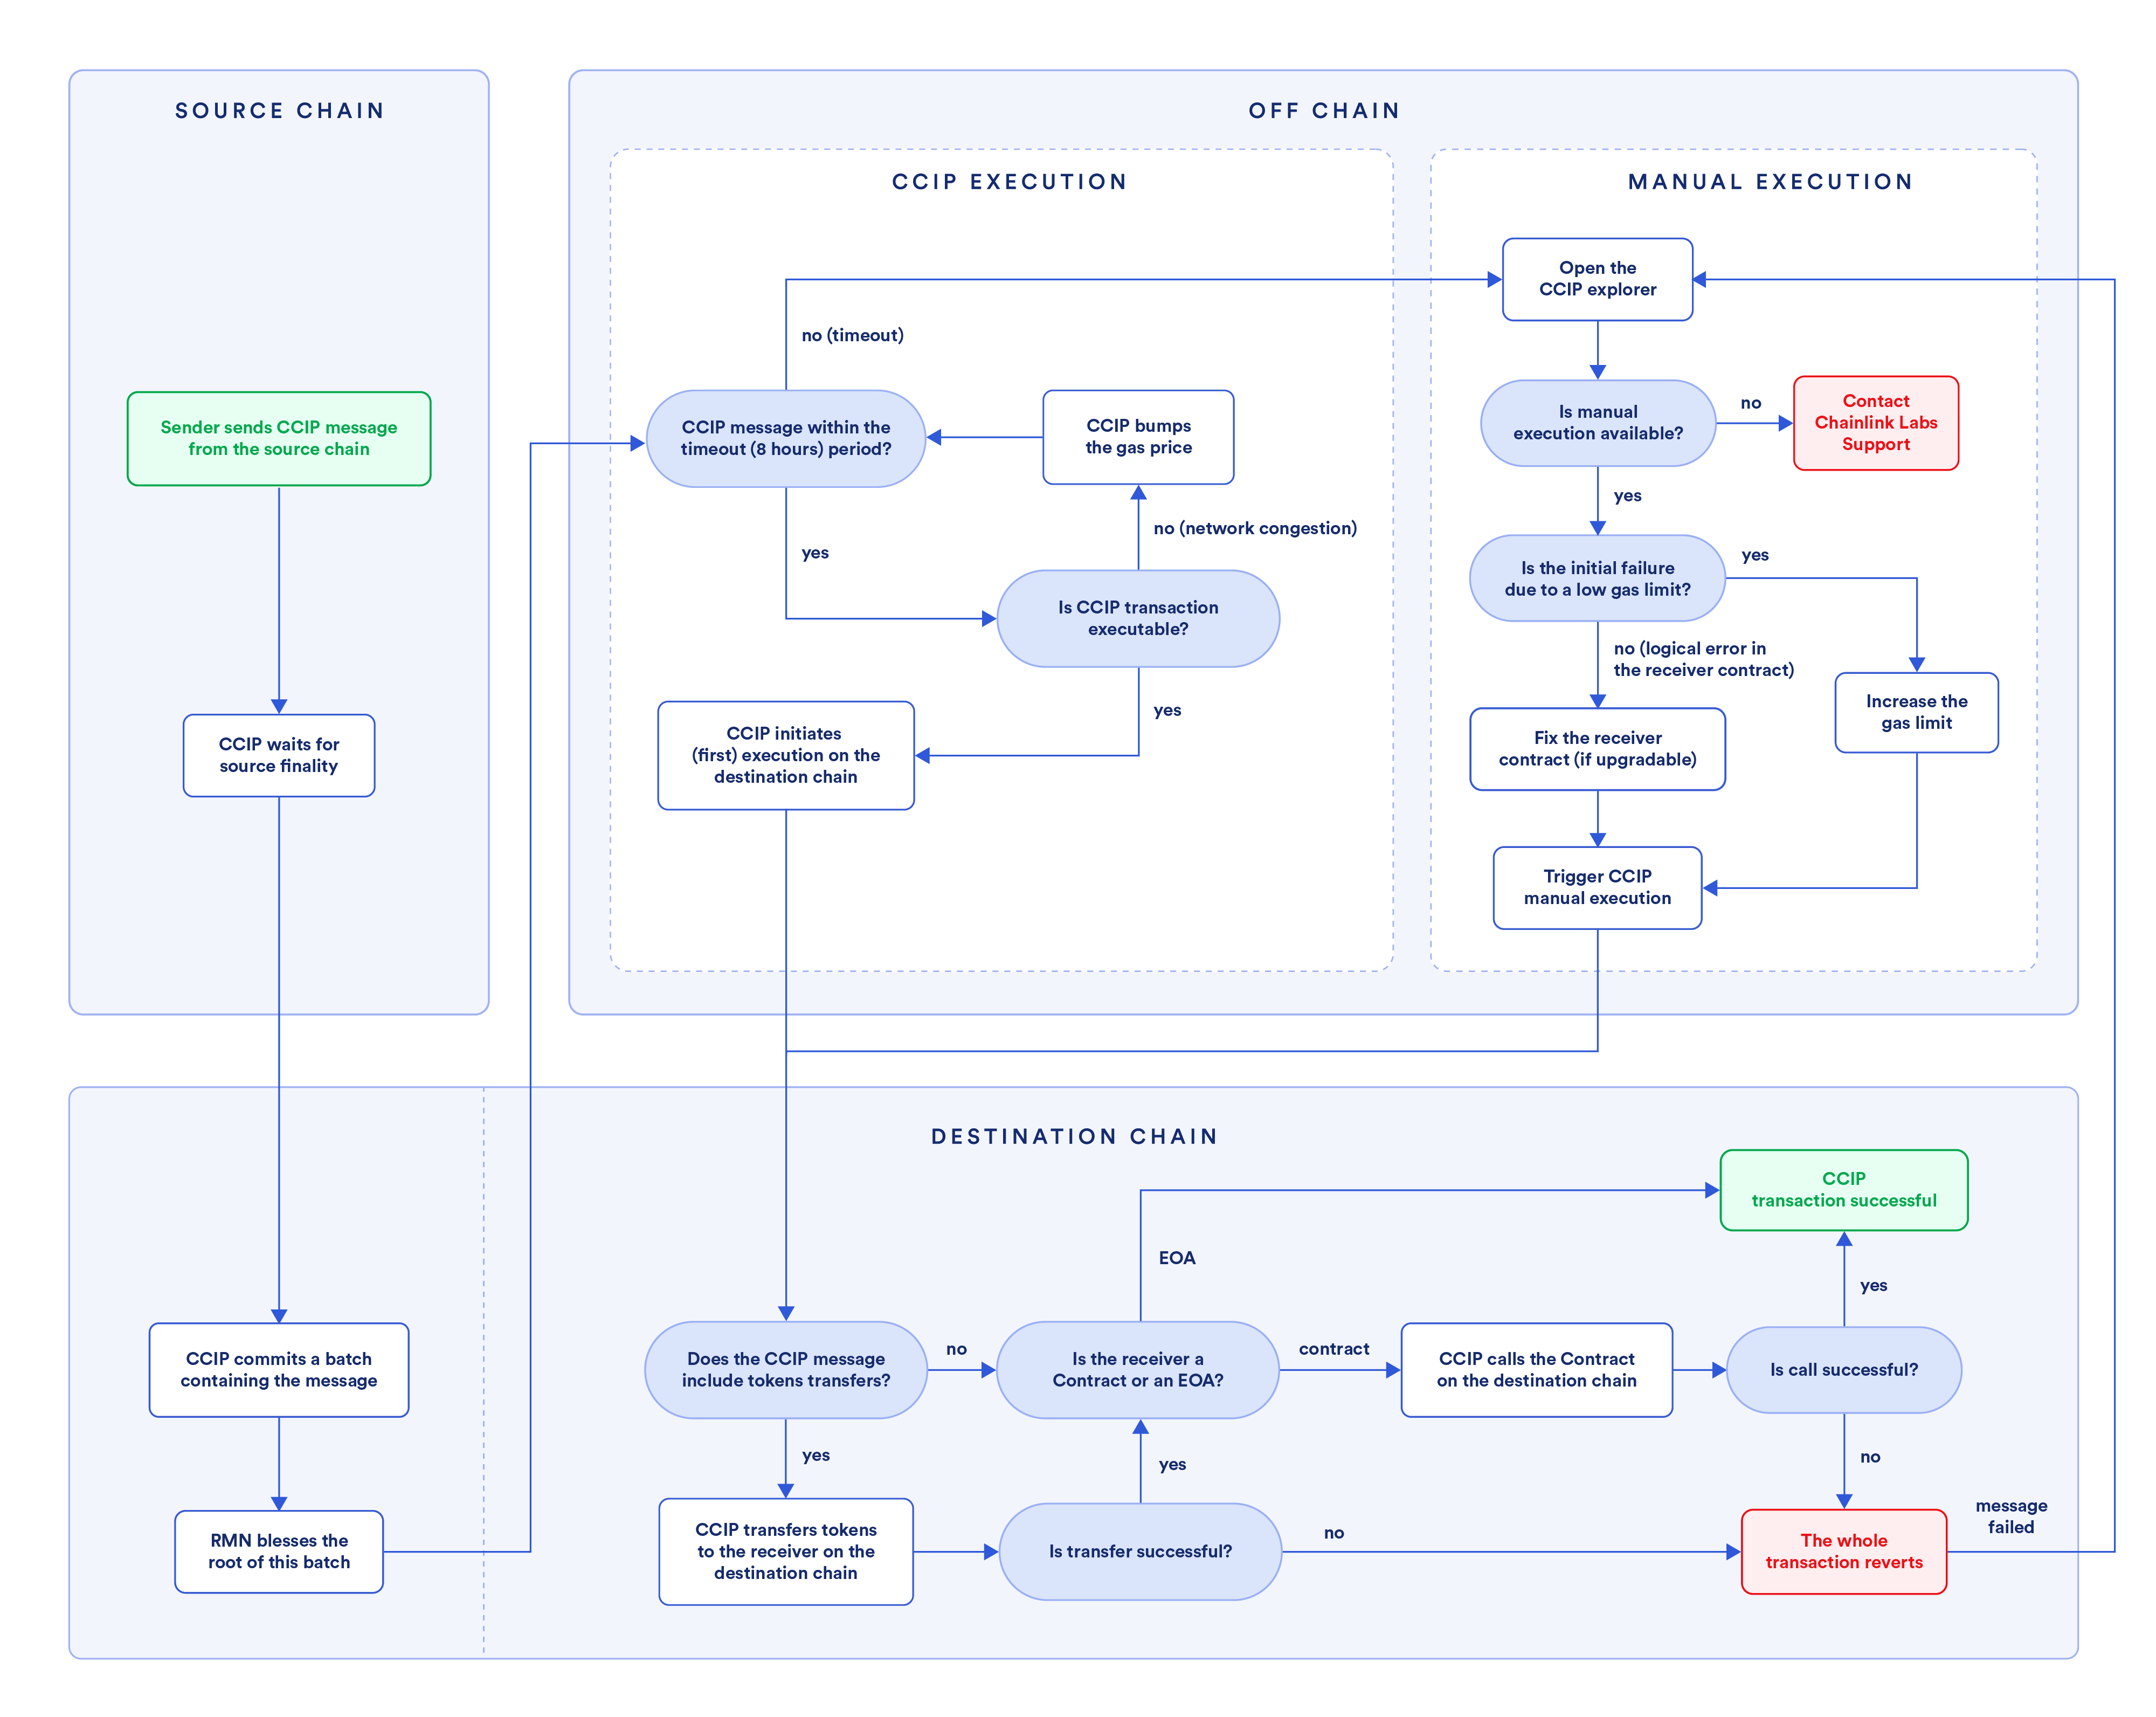 SOURCE CHAIN
Sender sends CCIP message
from the source chain
CCIP waits for
source finality
OFF CHAIN
CCIP EXECUTION
no (timeout)
CCIP message within the
timeout (8 hours) period?
CCIP bumps
the gas price
no (network congestion)
yes
Is CCIP transaction
executable?
yes
CCIP initiates
(first) execution on the
destination chain
MANUAL EXECUTION
Open the
CCIP explorer
Is manual
execution available?
no
Contact
Chainlink Labs
Support
yes
Is the initial failure
due to a low gas limit?
yes
no (logical error in
the receiver contract)
Increase the
gas limit
Fix the receiver
contract (if upgradable)
Trigger CCIP
manual execution
DESTINATION CHAIN
CCIP commits a batch
containing the message
RMN blesses the
root of this batch
Does the CCIP message
include tokens transfers?
no
Is the receiver a
Contract or an EOA?
EOA
contract
CCIP calls the Contract
on the destination chain
Is call successful?
yes
CCIP
transaction successful
no
yes
CCIP transfers tokens
to the receiver on the
destination chain
Is transfer successful?
yes
no
The whole
transaction reverts
message
failed